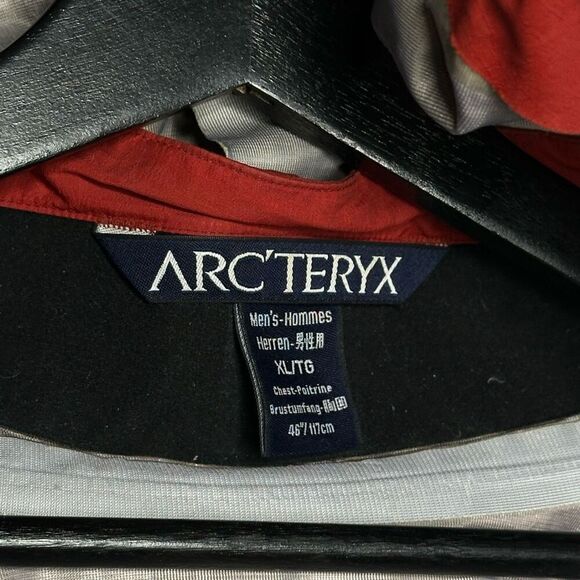 ARC'TERYX
Men's-Hommes
Herren-男性用
XL/TG
Chest-Poitrine
Brustumfang-胸囲
46"/117cm